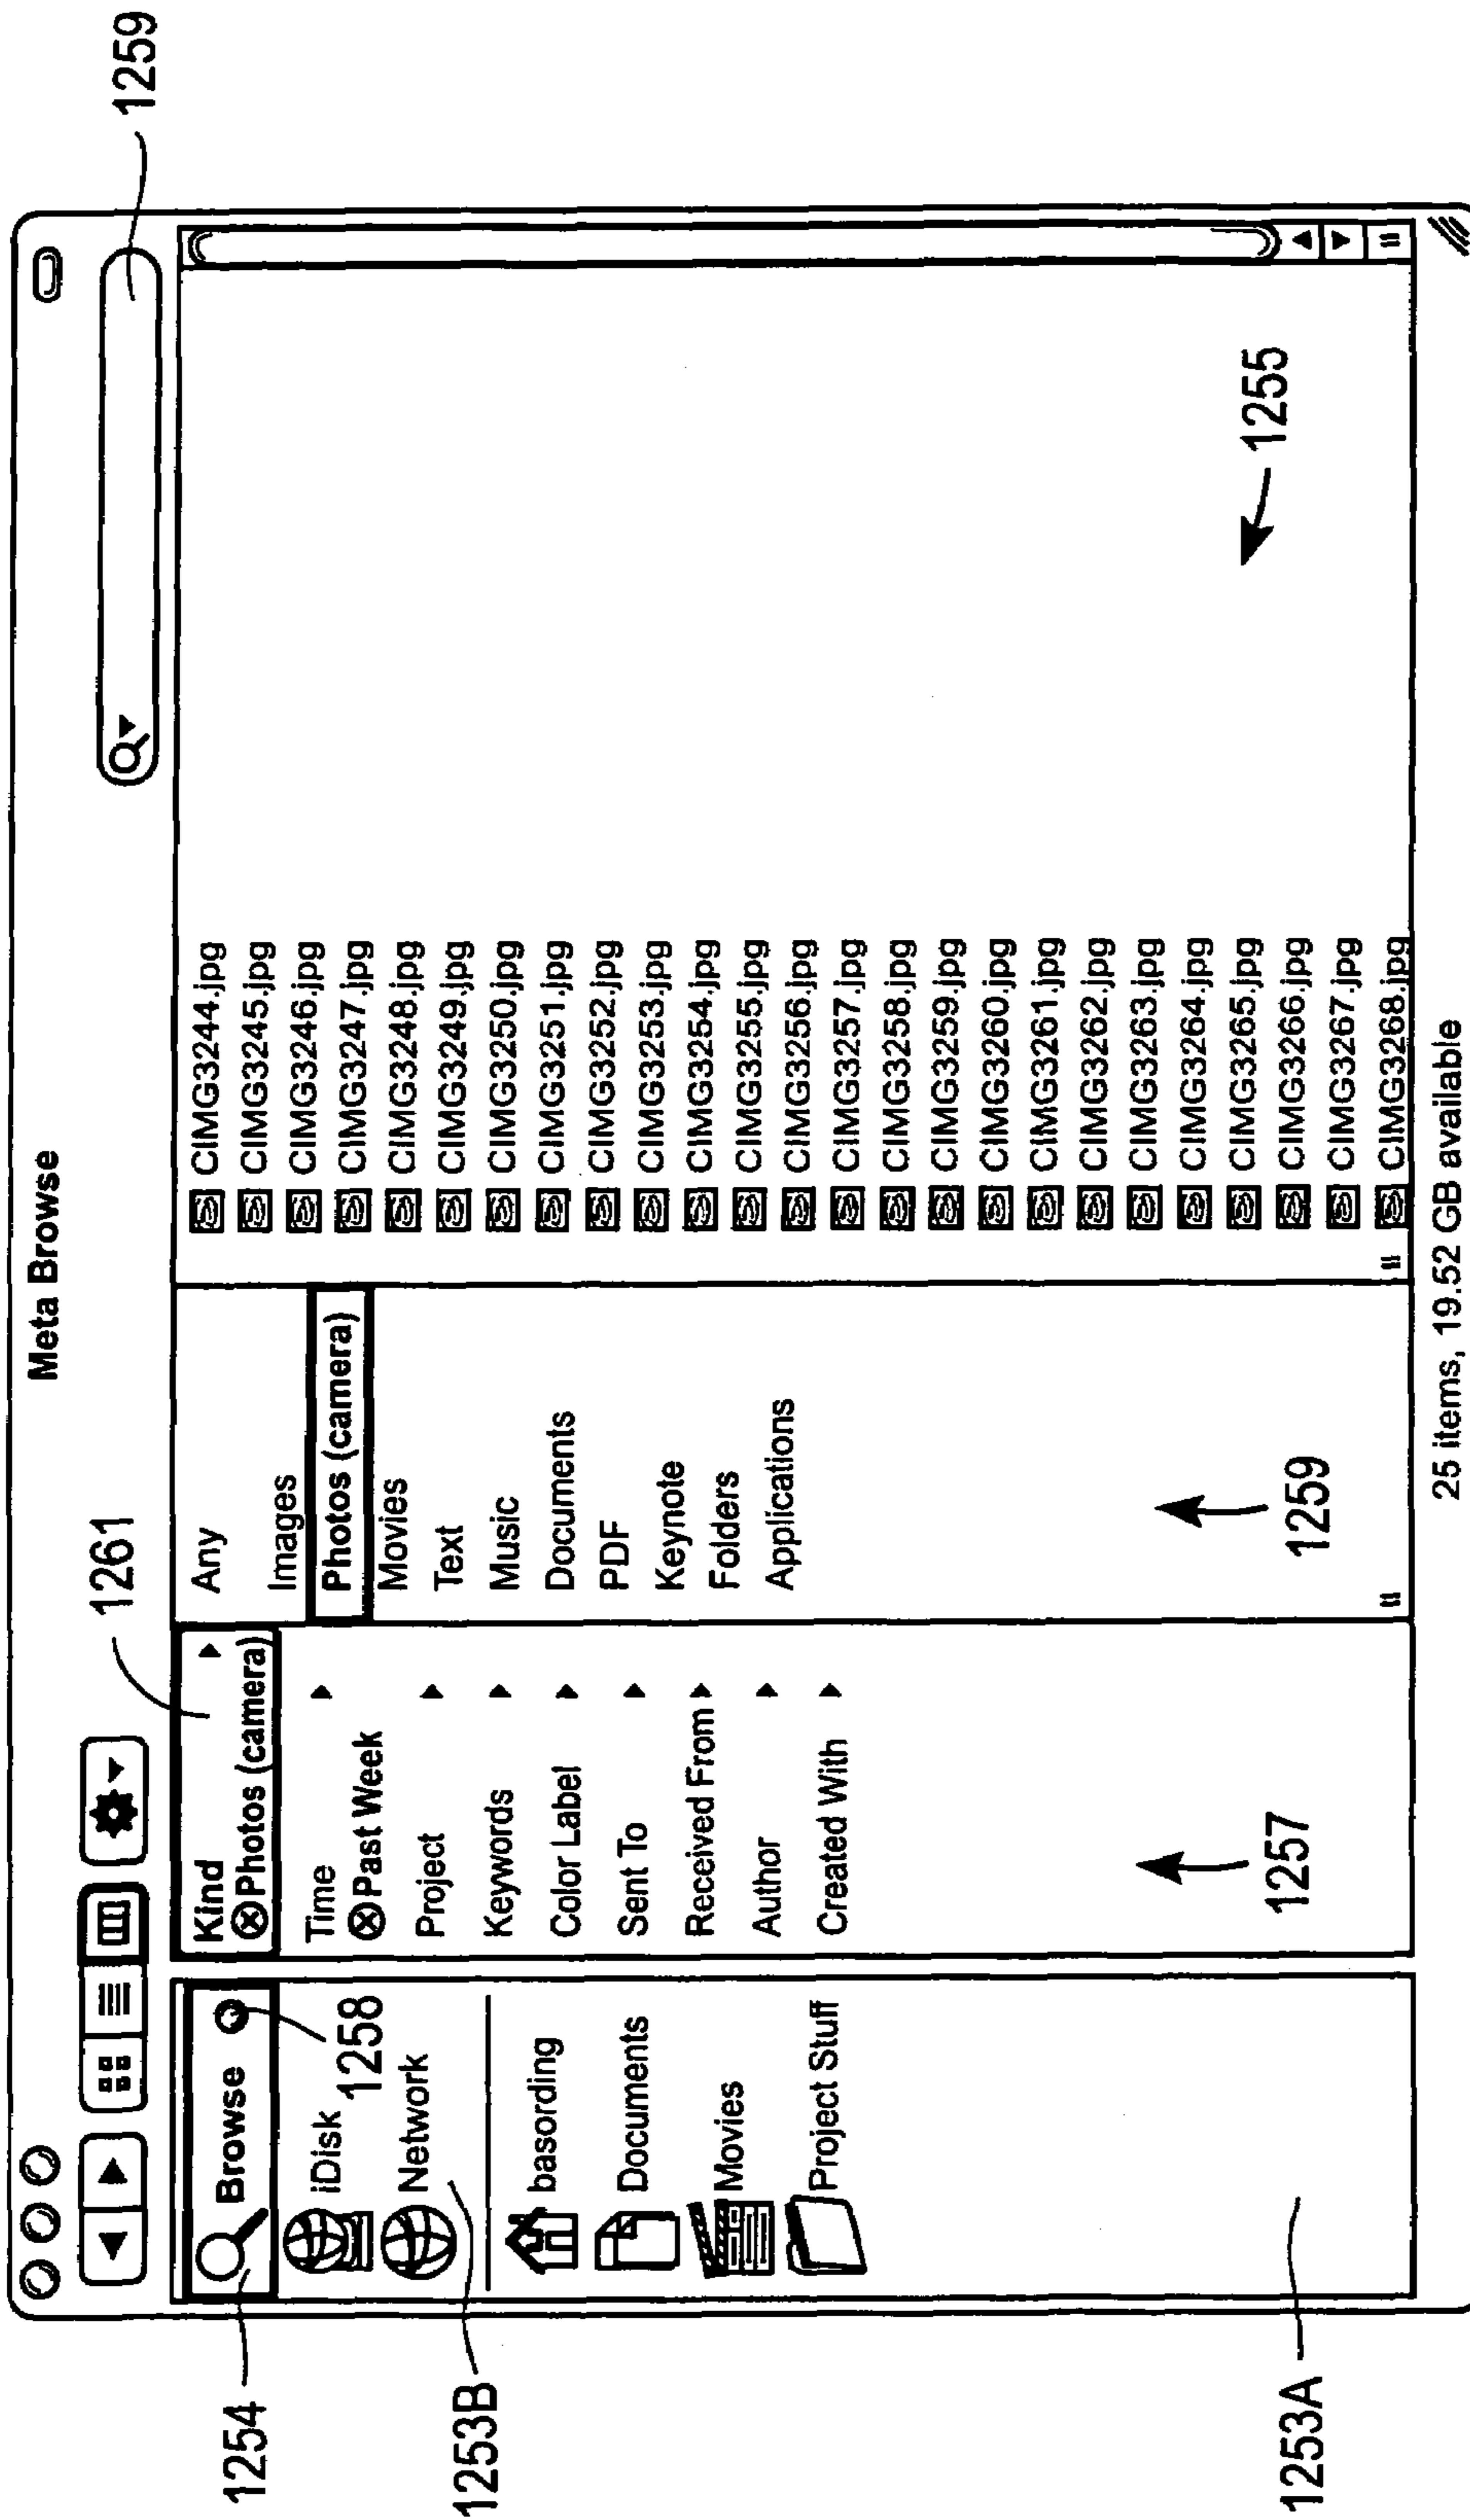 Meta Browse
1259
1261
1254
Browse
1258
iDisk
Network
1253B
basording
Documents
Movies
Project Stuff
1253A
Kind
Photos (camera)
Time
Past Week
Project
Keywords
Color Label
Sent To
Received From
Author
Created With
1257
Any
Images
Photos (camera)
Movies
Text
Music
Documents
PDF
Keynote
Folders
Applications
1259
CIMG3244.jpg
CIMG3245.jpg
CIMG3246.jpg
CIMG3247.jpg
CIMG3248.jpg
CIMG3249.jpg
CIMG3250.jpg
CIMG3251.jpg
CIMG3252.jpg
CIMG3253.jpg
CIMG3254.jpg
CIMG3255.jpg
CIMG3256.jpg
CIMG3257.jpg
CIMG3258.jpg
CIMG3259.jpg
CIMG3260.jpg
CIMG3261.jpg
CIMG3262.jpg
CIMG3263.jpg
CIMG3264.jpg
CIMG3265.jpg
CIMG3266.jpg
CIMG3267.jpg
CIMG3268.jpg
1255
25 items, 19.52 GB available